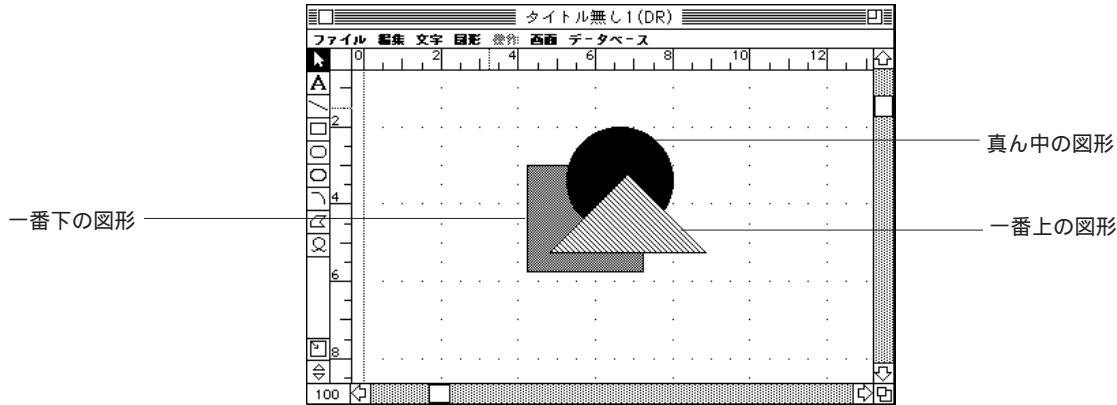 タイトル無し1(DR)
ファイル 編集 文字 図形 操作 画面 データベース
0 2 4 6 8 10 12
A
2
4
6
8
100
真ん中の図形
一番下の図形
一番上の図形